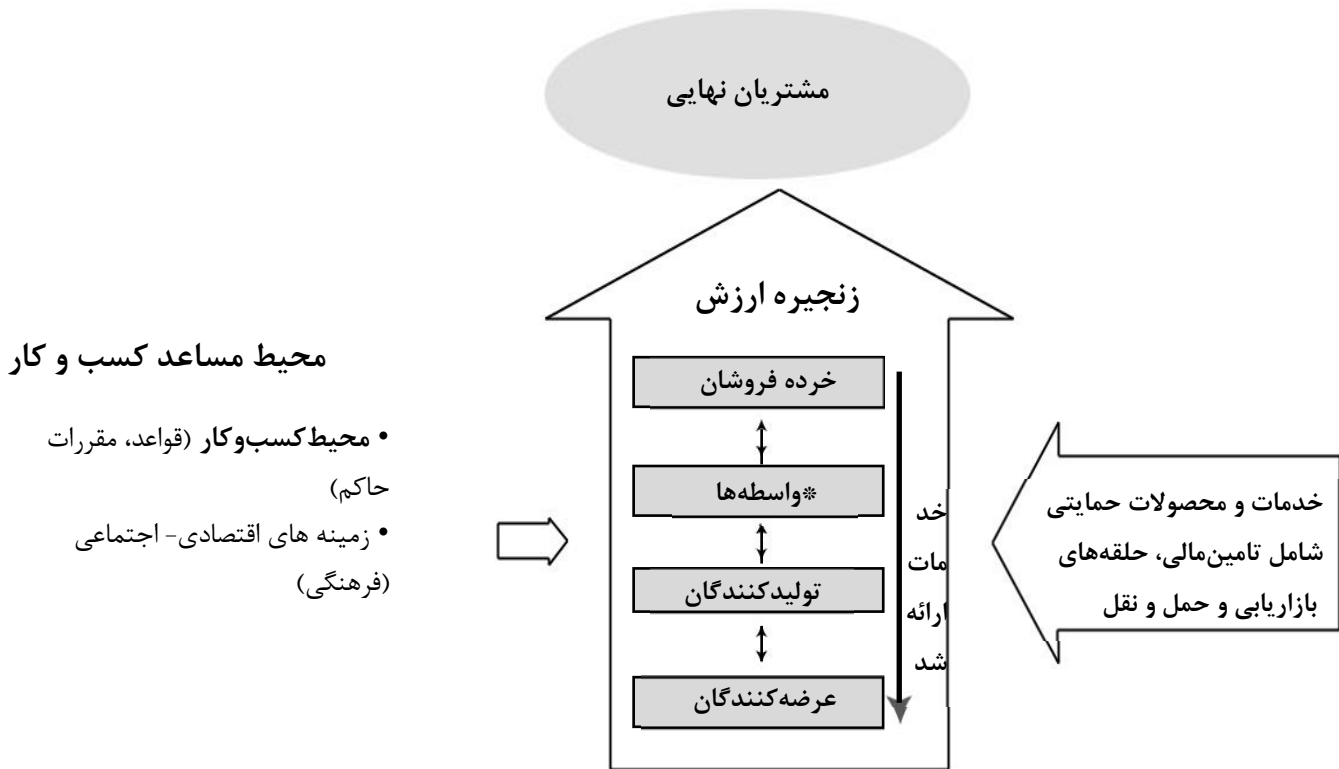 مشتریان نهایی
زنجیره ارزش
خرده فروشان
*واسطه‌ها
تولیدکنندگان
عرضه‌کنندگان
خد
مات
ارائه
شد
محیط مساعد کسب و کار
• محیط‌کسب‌وکار (قواعد، مقررات
حاکم)
• زمینه های اقتصادی- اجتماعی
(فرهنگی)
خدمات و محصولات حمایتی
شامل تامین‌مالی، حلقه‌های
بازاریابی و حمل و نقل